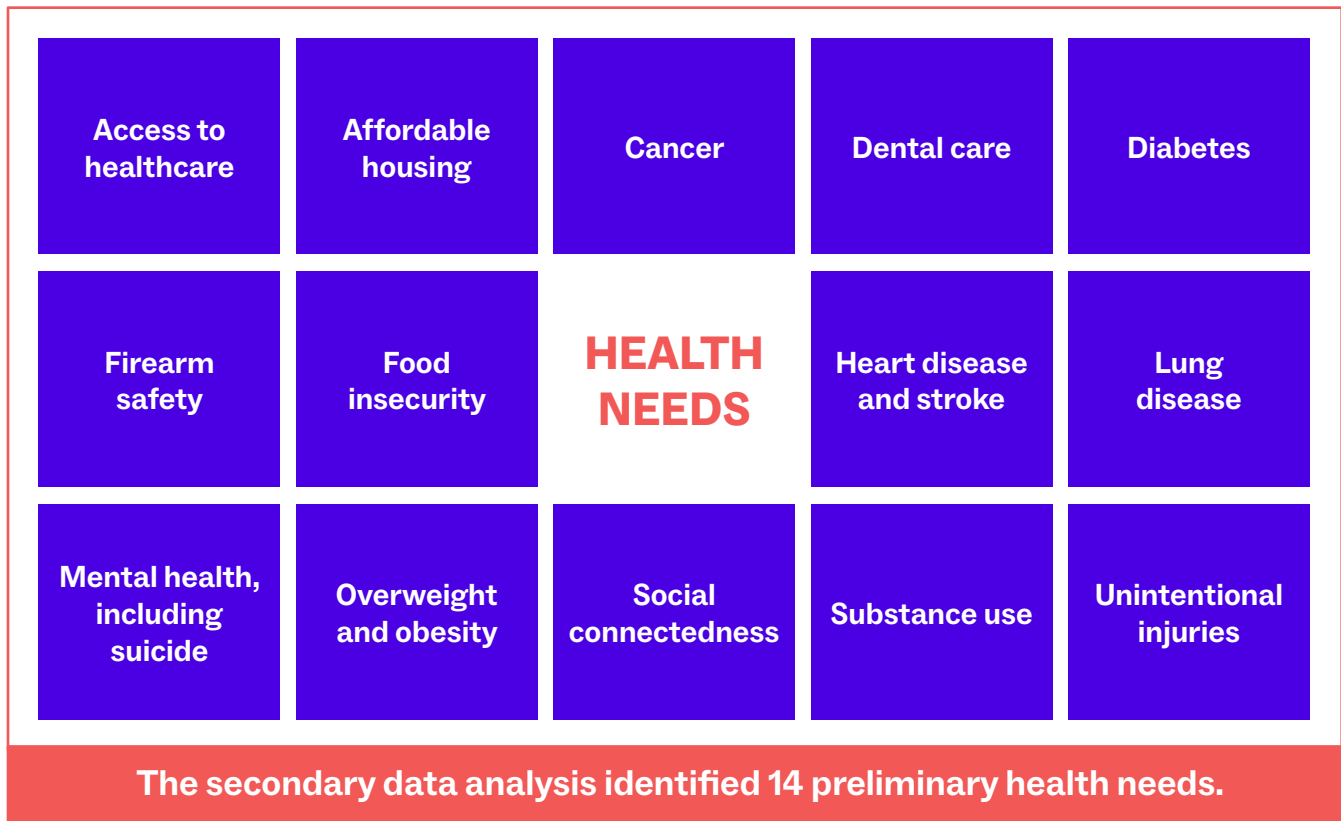 Access to
healthcare
Affordable
housing
Cancer
Dental care
Diabetes
Firearm
safety
Food
insecurity
HEALTH
NEEDS
Heart disease
and stroke
Lung
disease
Mental health,
including
suicide
Overweight
and obesity
Social
connectedness
Substance use
Unintentional
injuries
The secondary data analysis identified 14 preliminary health needs.